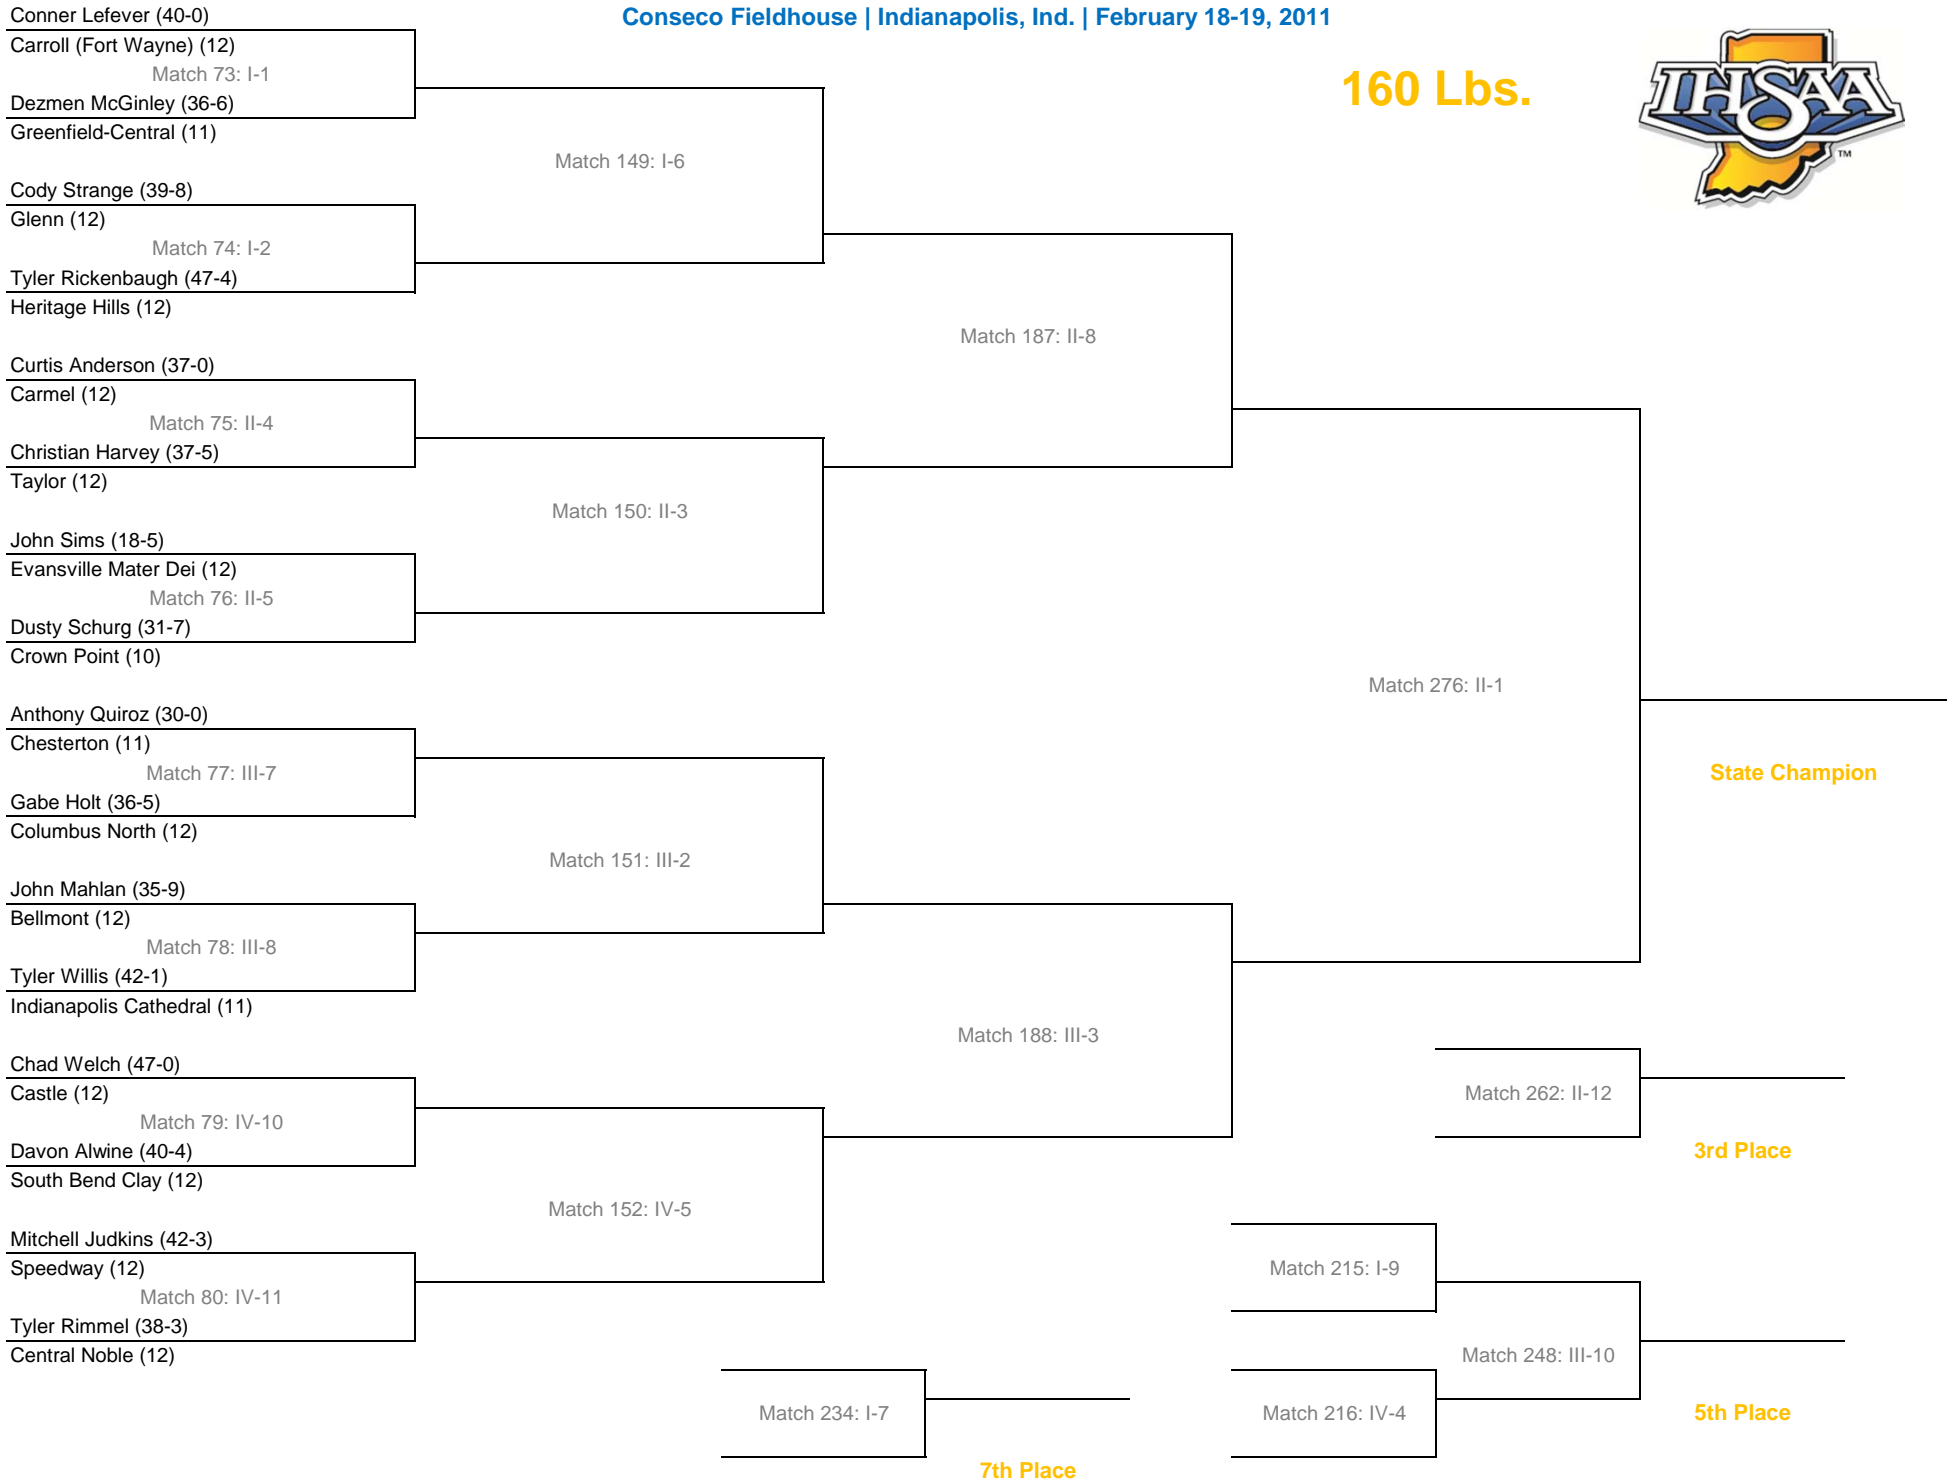 Conner Lefever (40-0)
Conseco Fieldhouse | Indianapolis, Ind. | February 18-19, 2011
Carroll (Fort Wayne) (12)
Match 73: I-1
160 Lbs.
IHSAA
TM
Dezmen McGinley (36-6)
Greenfield-Central (11)
Match 149: I-6
Cody Strange (39-8)
Glenn (12)
Match 74: I-2
Tyler Rickenbaugh (47-4)
Heritage Hills (12)
Match 187: II-8
Curtis Anderson (37-0)
Carmel (12)
Match 75: II-4
Christian Harvey (37-5)
Taylor (12)
Match 150: II-3
John Sims (18-5)
Evansville Mater Dei (12)
Match 76: II-5
Dusty Schurg (31-7)
Crown Point (10)
Match 276: II-1
Anthony Quiroz (30-0)
Chesterton (11)
Match 77: III-7
State Champion
Gabe Holt (36-5)
Columbus North (12)
Match 151: III-2
John Mahlan (35-9)
Bellmont (12)
Match 78: III-8
Tyler Willis (42-1)
Indianapolis Cathedral (11)
Match 188: III-3
Chad Welch (47-0)
Castle (12)
Match 262: II-12
Match 79: IV-10
Davon Alwine (40-4)
3rd Place
South Bend Clay (12)
Match 152: IV-5
Mitchell Judkins (42-3)
Speedway (12)
Match 215: I-9
Match 80: IV-11
Tyler Rimmel (38-3)
Central Noble (12)
Match 248: III-10
Match 234: I-7
Match 216: IV-4
5th Place
7th Place